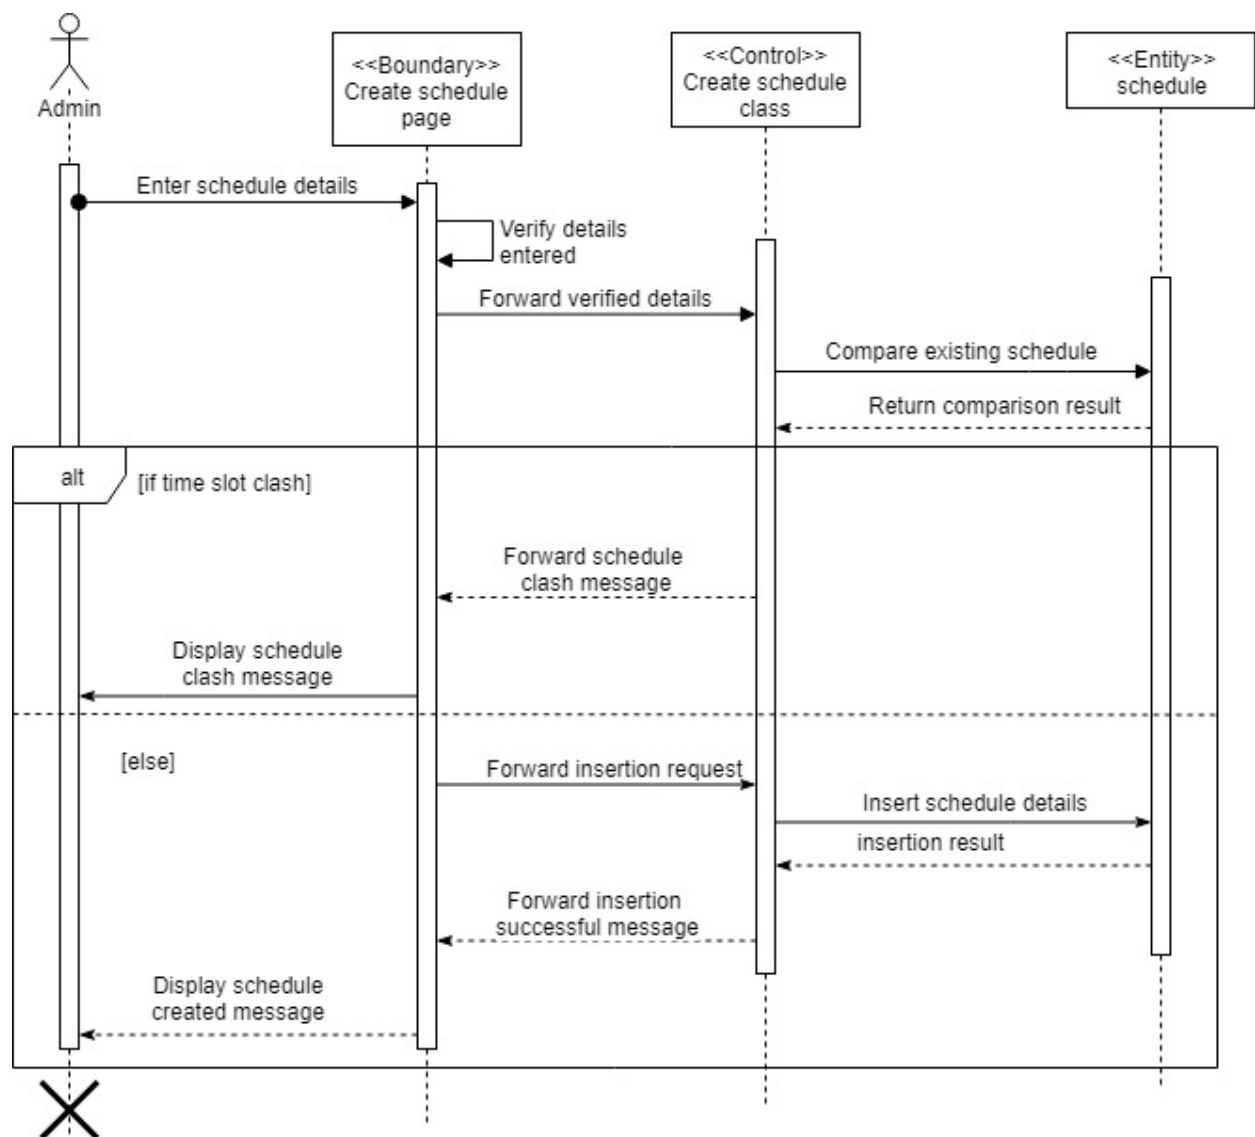 Admin
<<Boundary>>
Create schedule
page
<<Control>>
Create schedule
class
<<Entity>>
schedule
Enter schedule details
Verify details
entered
Forward verified details
Compare existing schedule
Return comparison result
alt
[if time slot clash]
Forward schedule
clash message
Display schedule
clash message
[else]
Forward insertion request
Insert schedule details
insertion result
Forward insertion
successful message
Display schedule
created message